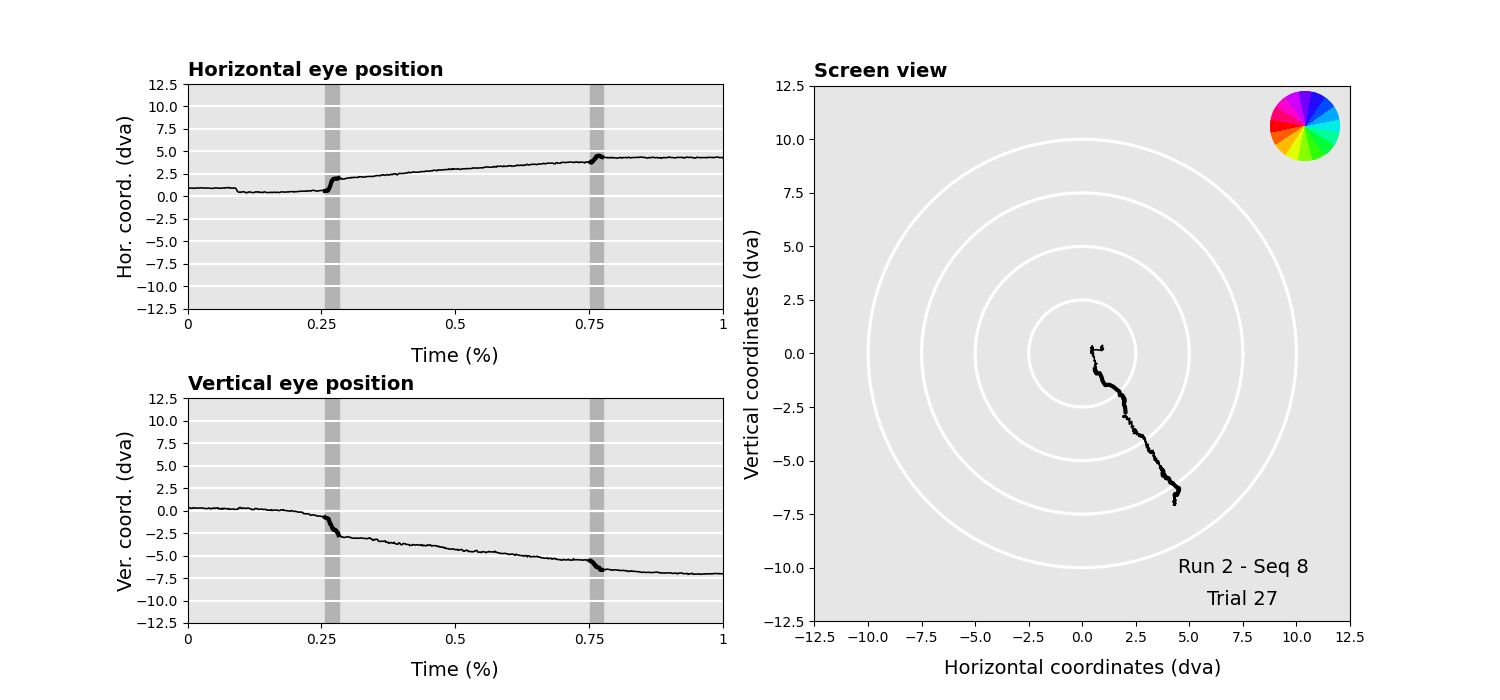 Horizontal eye position
Hor. coord. (dva)
12.5
10.0
7.5
5.0
2.5
0.0
−2.5
−5.0
−7.5
−10.0
−12.5
0 0.25 0.5 0.75 1
Time (%)
Vertical eye position
Ver. coord. (dva)
12.5
10.0
7.5
5.0
2.5
0.0
−2.5
−5.0
−7.5
−10.0
−12.5
0 0.25 0.5 0.75 1
Time (%)
Screen view
Vertical coordinates (dva)
12.5
10.0
7.5
5.0
2.5
0.0
−2.5
−5.0
−7.5
−10.0
−12.5
Run 2 - Seq 8
Trial 27
−12.5 −10.0 −7.5 −5.0 −2.5 0.0 2.5 5.0 7.5 10.0 12.5
Horizontal coordinates (dva)